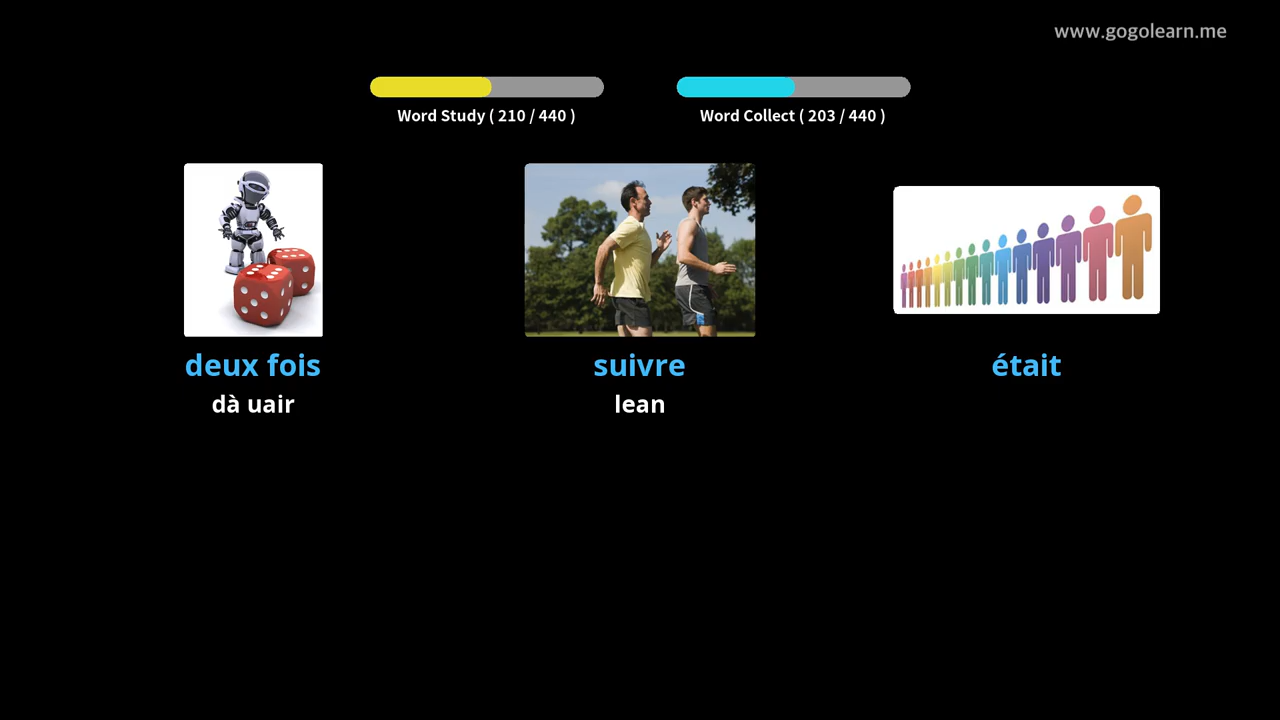 www.gogolearn.me
Word Study ( 210 / 440 )
Word Collect ( 203 / 440 )
deux fois
dà uair
suivre
lean
était